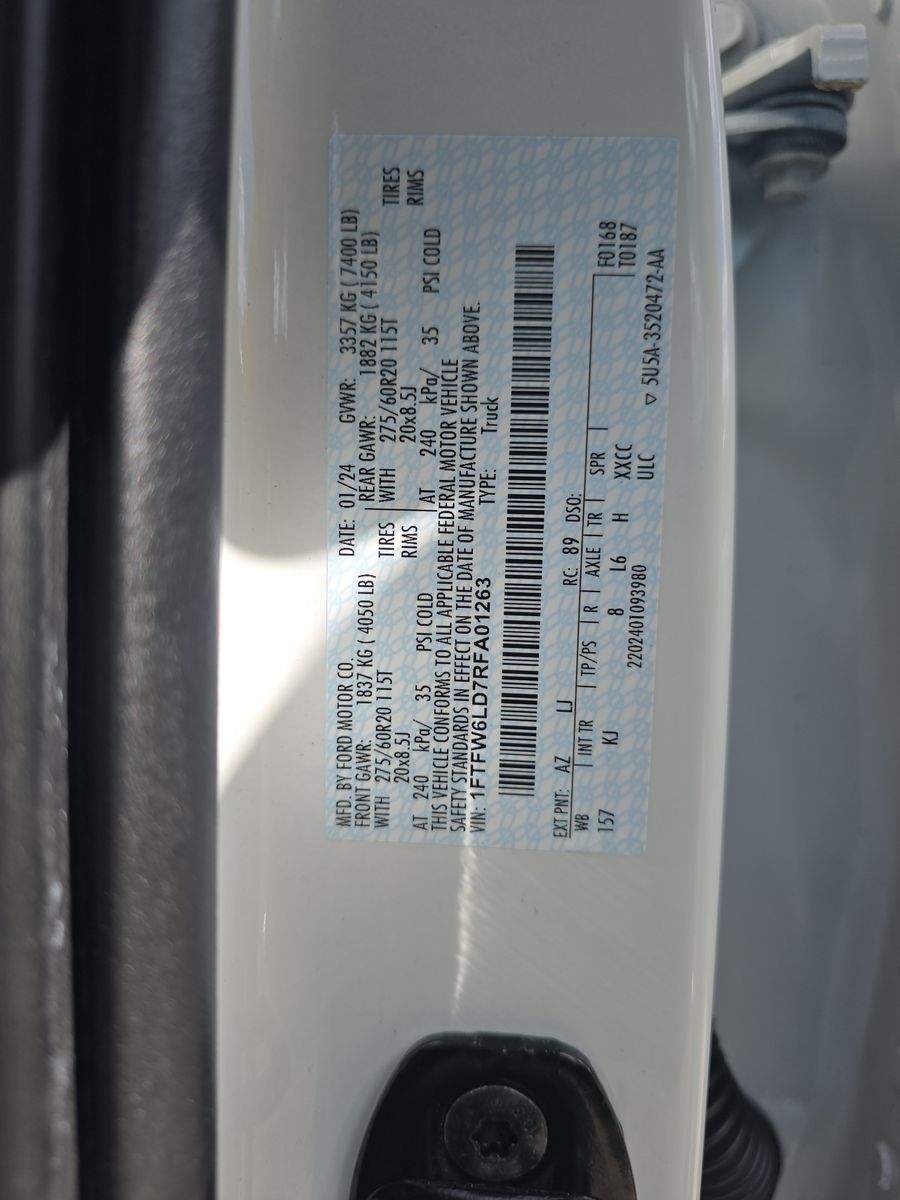 MFD. BY FORD MOTOR CO. DATE: 01/24 GVWR: 3357 KG ( 7400 LB)
FRONT GAWR: 1837 KG ( 4050 LB) REAR GAWR: 1882 KG ( 4150 LB)
WITH 275/60R20 115T TIRES WITH 275/60R20 115T TIRES
20x8.5J RIMS 20x8.5J RIMS
AT 240 kPa/ 35 PSI COLD AT 240 kPa/ 35 PSI COLD
THIS VEHICLE CONFORMS TO ALL APPLICABLE FEDERAL MOTOR VEHICLE
SAFETY STANDARDS IN EFFECT ON THE DATE OF MANUFACTURE SHOWN ABOVE.
VIN: 1FTFW6LD7RFA01263 TYPE: Truck
EXT PNT: AZ LJ RC: 89 DSO: F0168
WB INT TR TP/PS R AXLE TR SPR T0187
157 KJ 8 L6 H XXCC
2202401093980 ULC ▽ 5U5A-3520472-AA